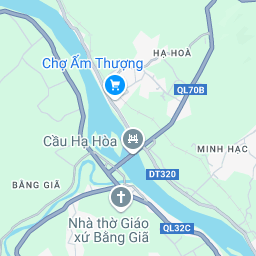 HẠ HOÀ
Chợ Ấm Thượng
QL70B
Cầu Hạ Hòa
MINH HẠC
DT320
BẰNG GIÃ
Nhà thờ Giáo
xứ Bằng Giã
QL32C